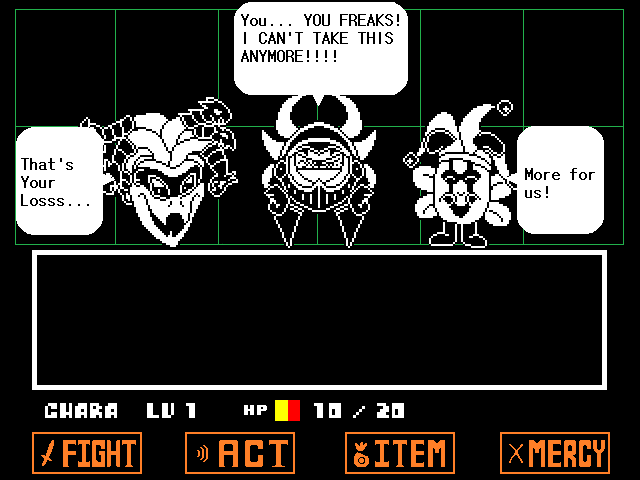 You... YOU FREAKS!
I CAN'T TAKE THIS
ANYMORE!!!!
That's
Your
Losss...
More for
us!
CHARA LV 1 HP 10 / 20
FIGHT ACT ITEM MERCY